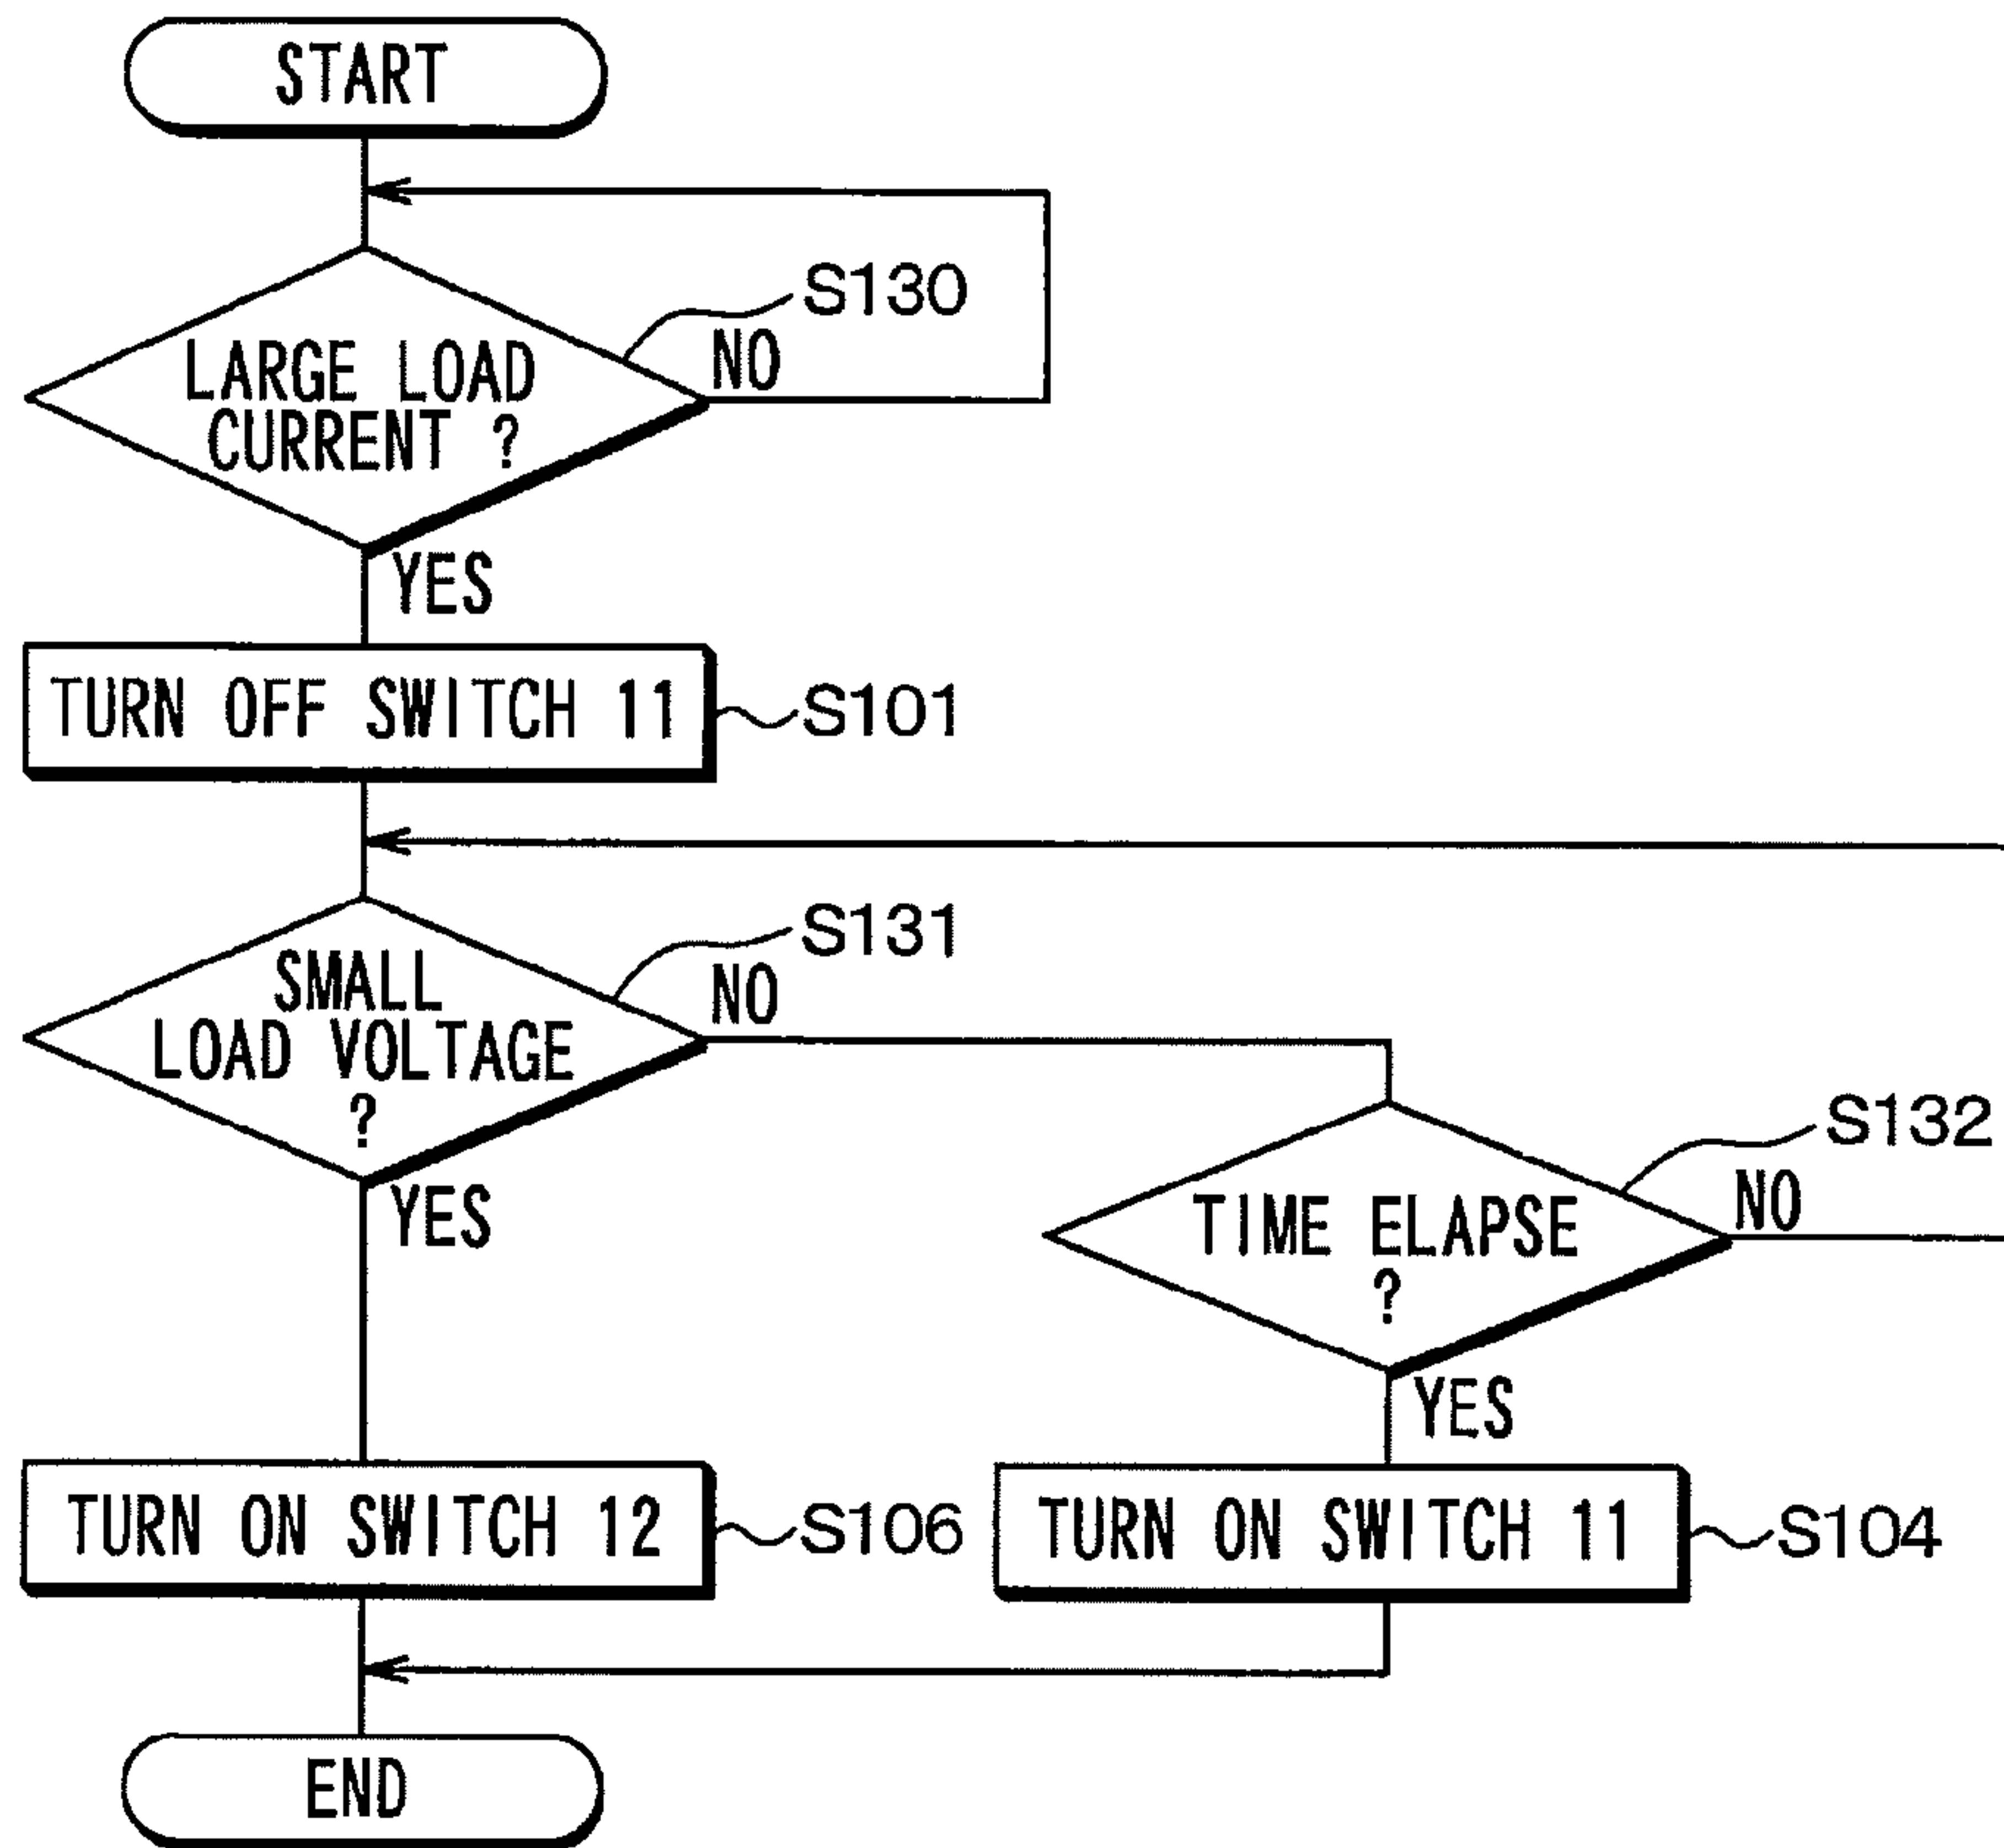 START
S130
NO
LARGE LOAD
CURRENT ?
YES
TURN OFF SWITCH 11
S101
S131
NO
SMALL
LOAD VOLTAGE
?
YES
S132
NO
TIME ELAPSE
?
YES
TURN ON SWITCH 12
S106
TURN ON SWITCH 11
S104
END